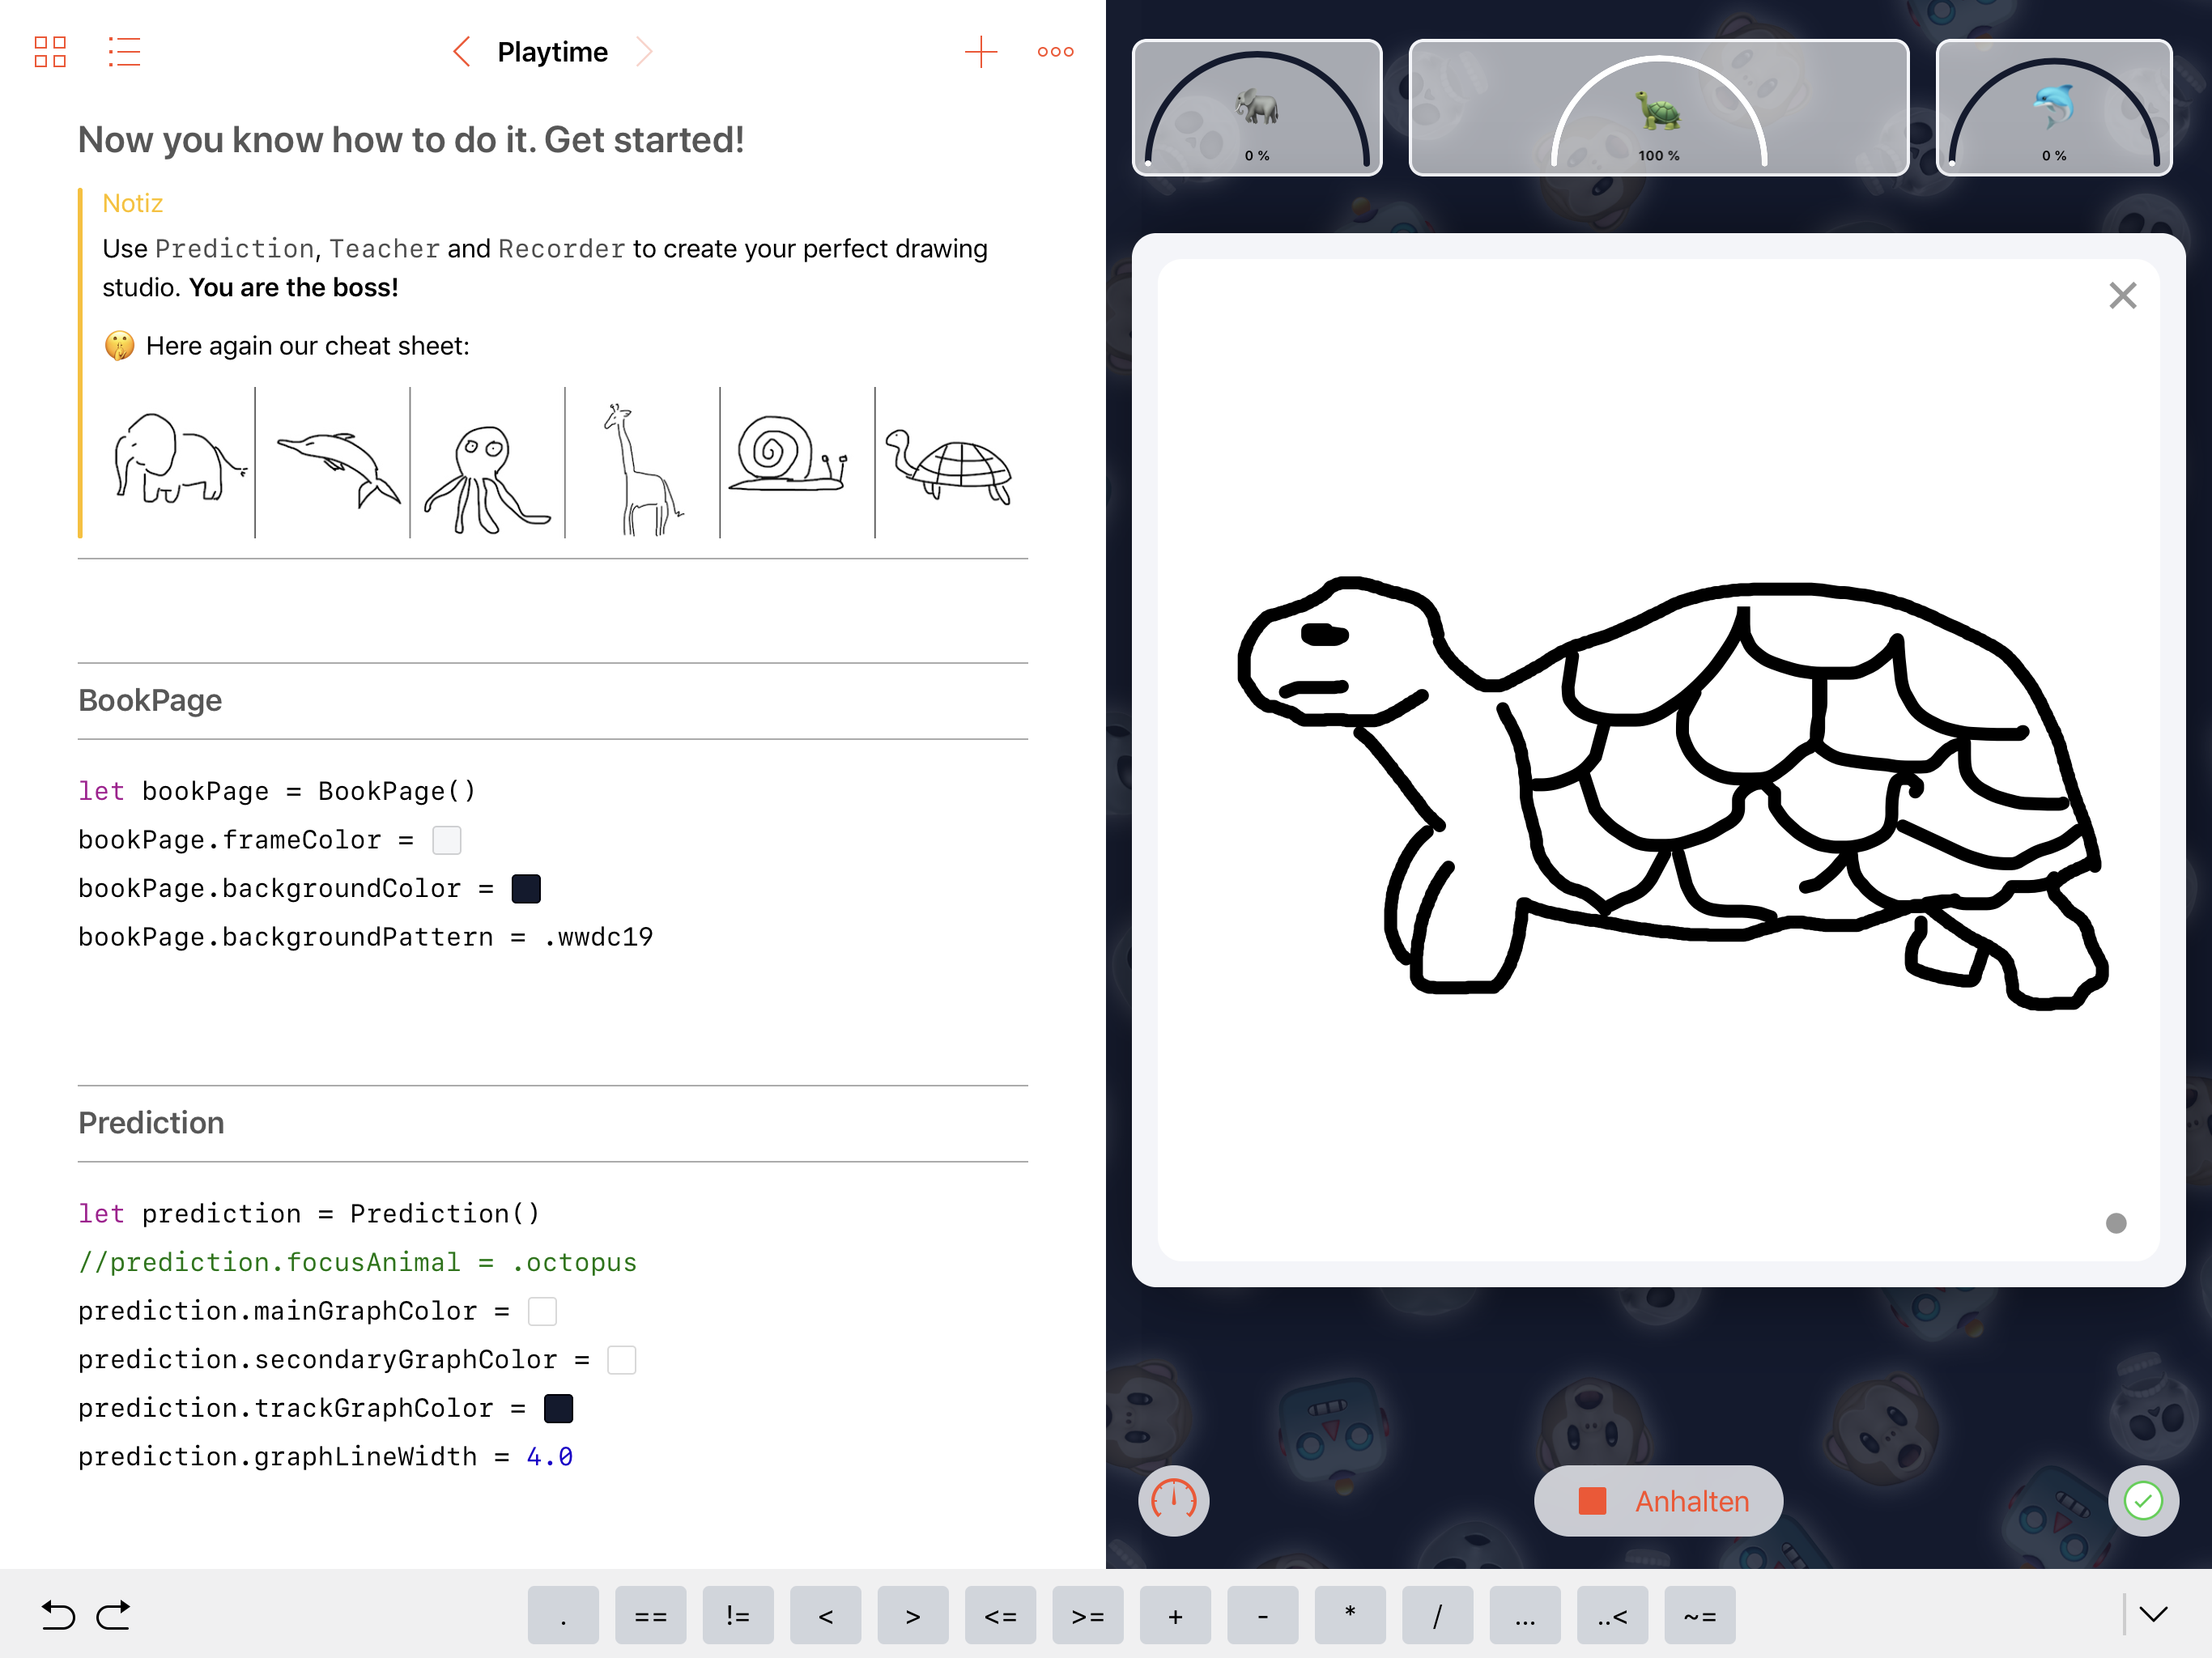 Playtime
Now you know how to do it. Get started!
Notiz
Use Prediction, Teacher and Recorder to create your perfect drawing
studio. You are the boss!
🤫 Here again our cheat sheet:
BookPage
let bookPage = BookPage()
bookPage.frameColor =
bookPage.backgroundColor =
bookPage.backgroundPattern = .wwdc19
Prediction
let prediction = Prediction()
//prediction.focusAnimal = .octopus
prediction.mainGraphColor =
prediction.secondaryGraphColor =
prediction.trackGraphColor =
prediction.graphLineWidth = 4.0
0 %
100 %
0 %
Anhalten
. == != < > <= >= + - * / ... ..< ~=